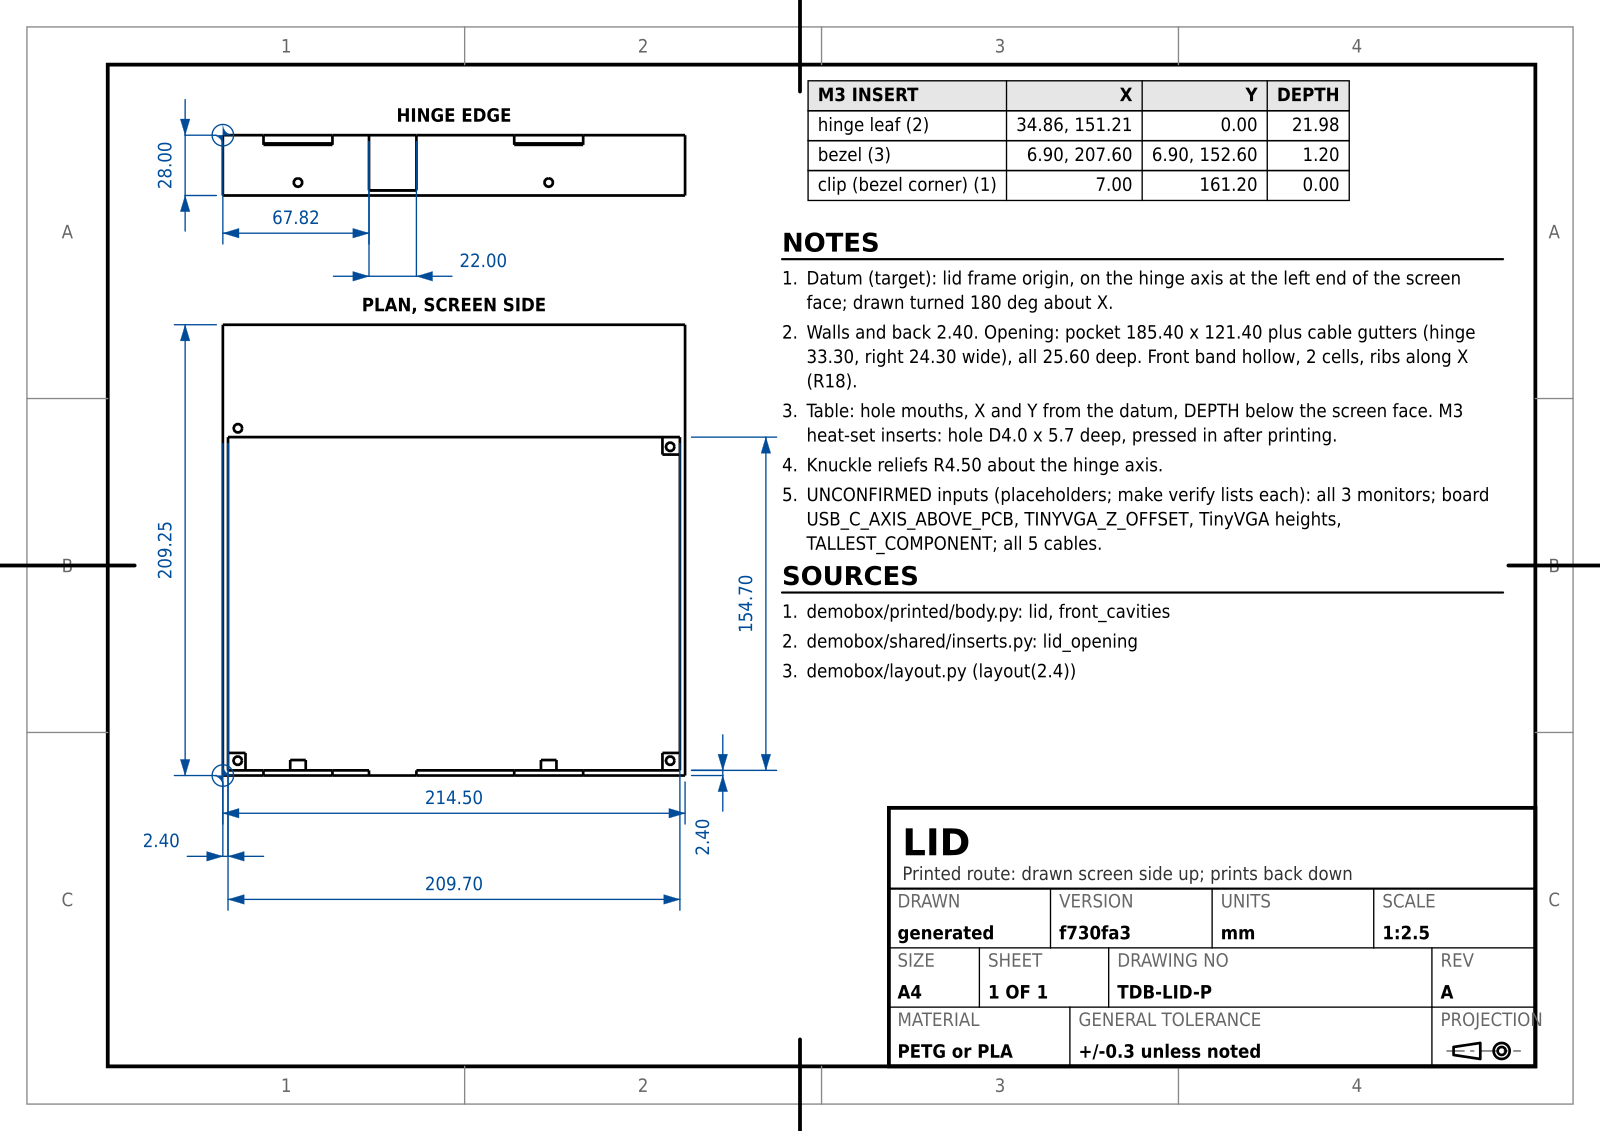 1 2 3 4
HINGE EDGE
28.00
67.82
22.00
M3 INSERT X Y DEPTH
hinge leaf (2) 34.86, 151.21 0.00 21.98
bezel (3) 6.90, 207.60 6.90, 152.60 1.20
clip (bezel corner) (1) 7.00 161.20 0.00
A A
NOTES
1. Datum (target): lid frame origin, on the hinge axis at the left end of the screen
face; drawn turned 180 deg about X.
2. Walls and back 2.40. Opening: pocket 185.40 x 121.40 plus cable gutters (hinge
33.30, right 24.30 wide), all 25.60 deep. Front band hollow, 2 cells, ribs along X
(R18).
3. Table: hole mouths, X and Y from the datum, DEPTH below the screen face. M3
heat-set inserts: hole D4.0 x 5.7 deep, pressed in after printing.
4. Knuckle reliefs R4.50 about the hinge axis.
5. UNCONFIRMED inputs (placeholders; make verify lists each): all 3 monitors; board
USB_C_AXIS_ABOVE_PCB, TINYVGA_Z_OFFSET, TinyVGA heights,
TALLEST_COMPONENT; all 5 cables.
SOURCES
1. demobox/printed/body.py: lid, front_cavities
2. demobox/shared/inserts.py: lid_opening
3. demobox/layout.py (layout(2.4))
PLAN, SCREEN SIDE
209.25
154.70
B B
214.50
2.40
2.40
209.70
C C
LID
Printed route: drawn screen side up; prints back down
DRAWN VERSION UNITS SCALE
generated f730fa3 mm 1:2.5
SIZE SHEET DRAWING NO REV
A4 1 OF 1 TDB-LID-P A
MATERIAL GENERAL TOLERANCE PROJECTION
PETG or PLA +/-0.3 unless noted
1 2 3 4